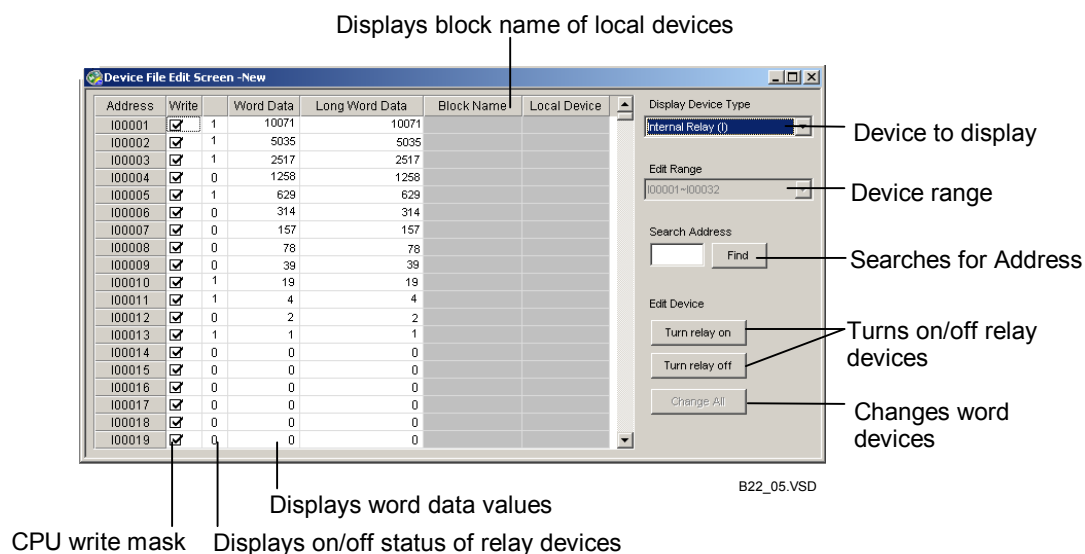 Displays block name of local devices
Device File Edit Screen -New
Address Write Word Data Long Word Data Block Name Local Device
I00001 1 10071 10071
I00002 1 5035 5035
I00003 1 2517 2517
I00004 0 1258 1258
I00005 1 629 629
I00006 0 314 314
I00007 0 157 157
I00008 0 78 78
I00009 0 39 39
I00010 1 19 19
I00011 1 4 4
I00012 0 2 2
I00013 1 1 1
I00014 0 0 0
I00015 0 0 0
I00016 0 0 0
I00017 0 0 0
I00018 0 0 0
I00019 0 0 0
Display Device Type
Internal Relay (I)
Edit Range
I00001~I00032
Search Address
Find
Edit Device
Turn relay on
Turn relay off
Change All
Device to display
Device range
Searches for Address
Turns on/off relay
devices
Changes word
devices
B22_05.VSD
Displays word data values
CPU write mask
Displays on/off status of relay devices